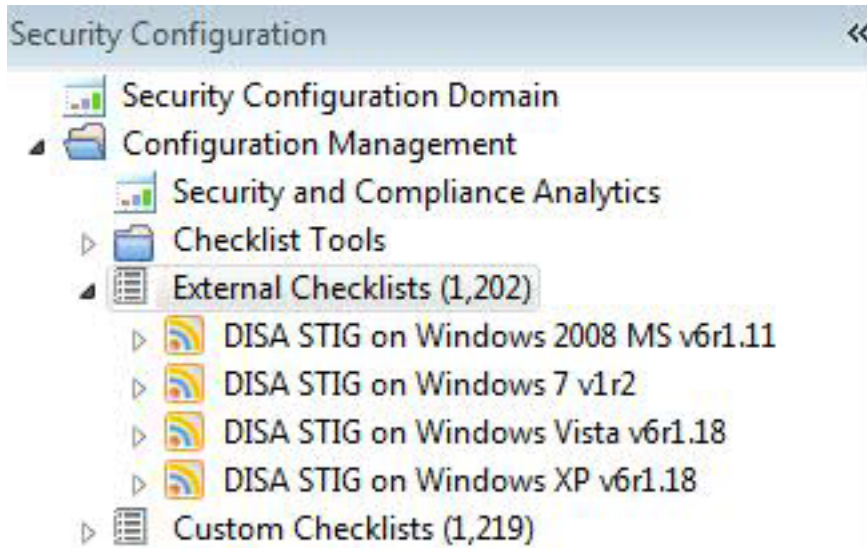 Security Configuration
Security Configuration Domain
Configuration Management
Security and Compliance Analytics
Checklist Tools
External Checklists (1,202)
DISA STIG on Windows 2008 MS v6r1.11
DISA STIG on Windows 7 v1r2
DISA STIG on Windows Vista v6r1.18
DISA STIG on Windows XP v6r1.18
Custom Checklists (1,219)